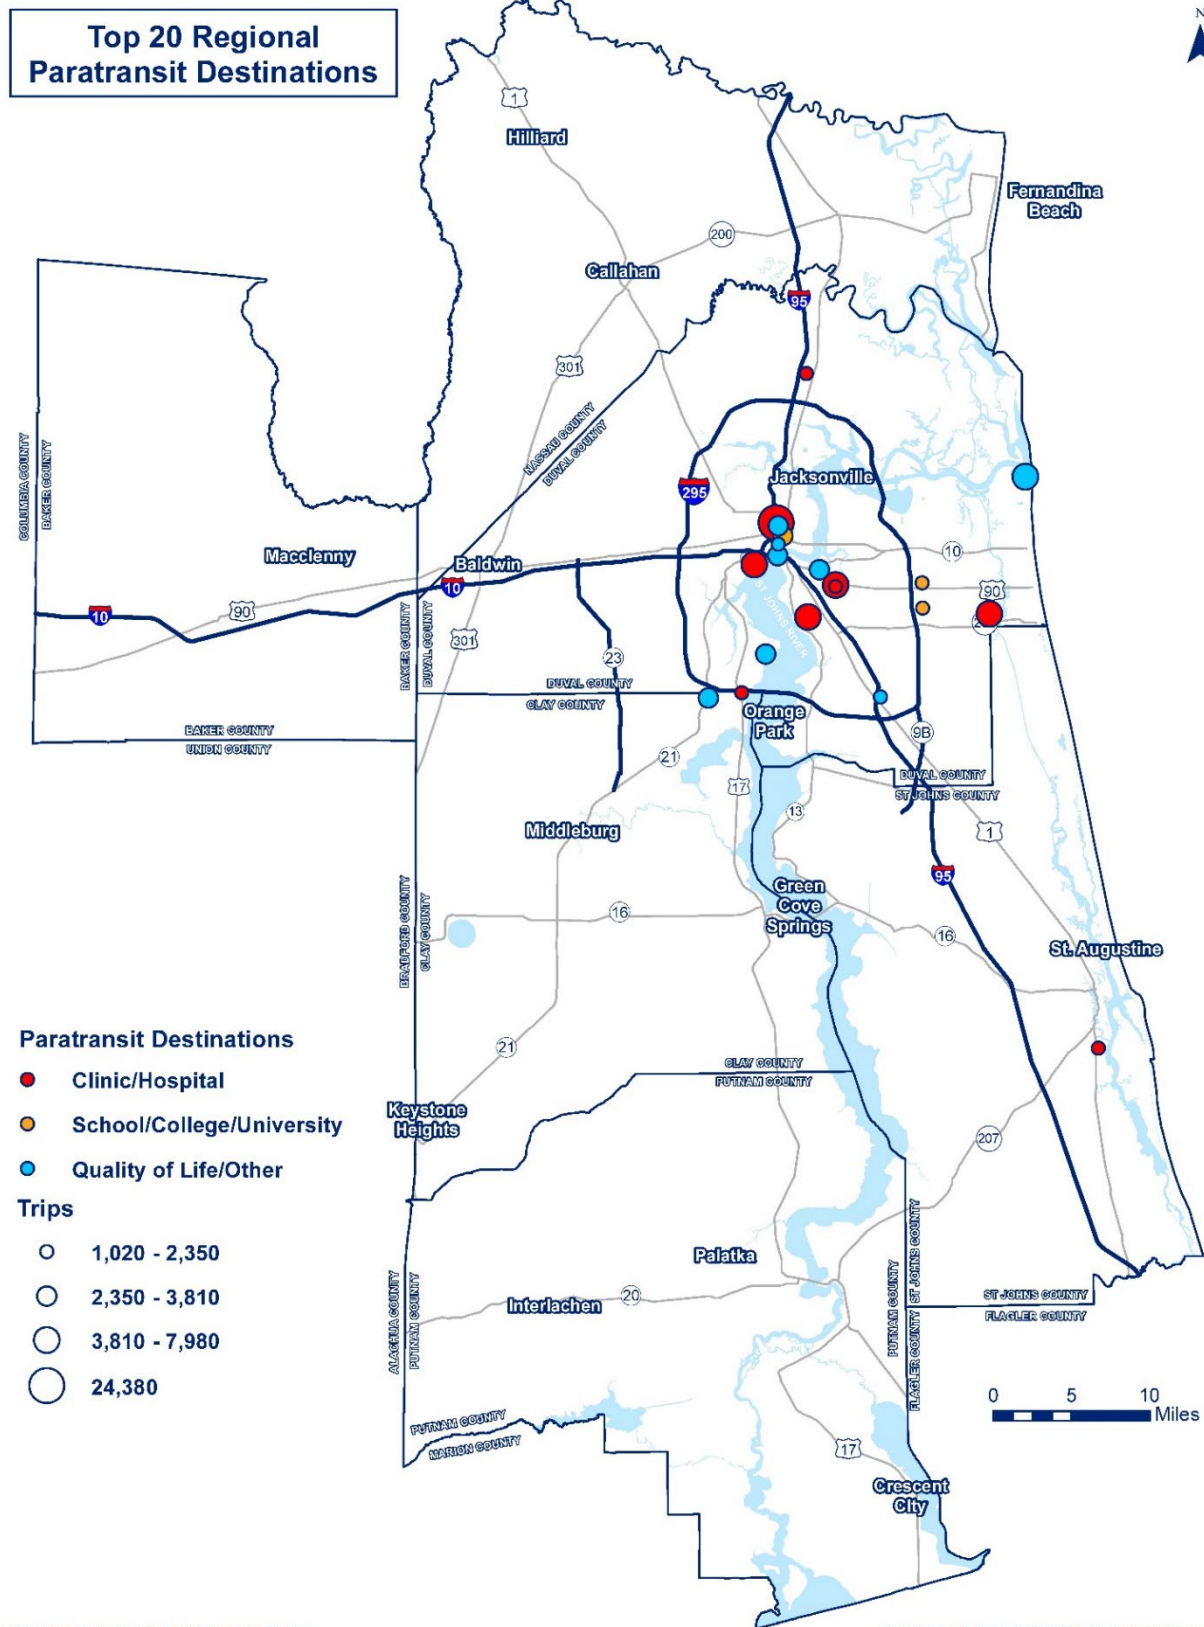 Top 20 Regional
Paratransit Destinations
N
1
Hilliard
Fernandina
Beach
200
Callahan
95
301
NASSAU COUNTY
DUVAL COUNTY
COLUMBIA COUNTY
BAKER COUNTY
295
Jacksonville
Macclenny
Baldwin
10
10
90
10
90
301
BAKER COUNTY
DUVAL COUNTY
ST JOHNS RIVER
23
DUVAL COUNTY
CLAY COUNTY
Orange
Park
BAKER COUNTY
UNION COUNTY
9B
21
17
DUVAL COUNTY
ST JOHNS COUNTY
13
1
Middleburg
95
Green
Cove
Springs
BRADFORD COUNTY
CLAY COUNTY
16
16
St. Augustine
21
CLAY COUNTY
PUTNAM COUNTY
Keystone
Heights
207
Paratransit Destinations
Clinic/Hospital
School/College/University
Quality of Life/Other
Trips
1,020 - 2,350
2,350 - 3,810
3,810 - 7,980
24,380
Palatka
Interlachen
20
ALACHUA COUNTY
PUTNAM COUNTY
PUTNAM COUNTY
ST JOHNS COUNTY
FLAGLER COUNTY
ST JOHNS COUNTY
FLAGLER COUNTY
0 5 10
Miles
PUTNAM COUNTY
MARION COUNTY
17
Crescent
City